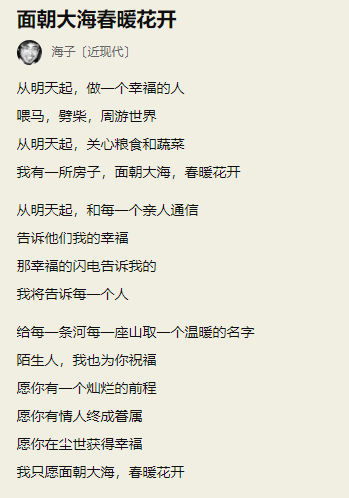 面朝大海春暖花开
海子〔近现代〕
从明天起，做一个幸福的人
喂马，劈柴，周游世界
从明天起，关心粮食和蔬菜
我有一所房子，面朝大海，春暖花开
从明天起，和每一个亲人通信
告诉他们我的幸福
那幸福的闪电告诉我的
我将告诉每一个人
给每一条河每一座山取一个温暖的名字
陌生人，我也为你祝福
愿你有一个灿烂的前程
愿你有情人终成眷属
愿你在尘世获得幸福
我只愿面朝大海，春暖花开